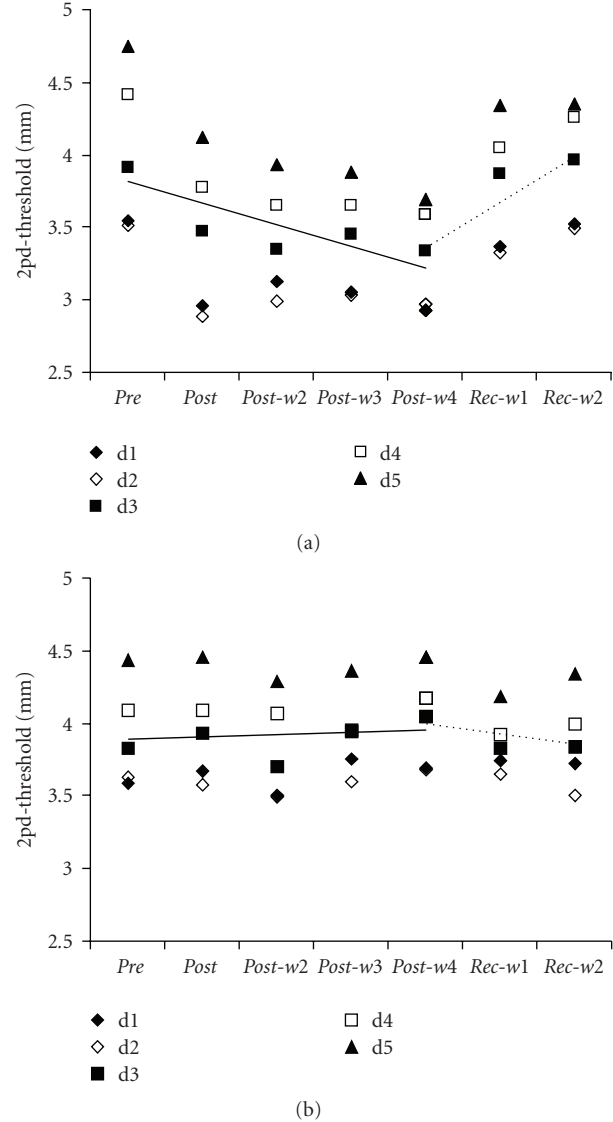 5
4.5
4
3.5
3
2.5
2pd-threshold (mm)
Pre Post Post-w2 Post-w3 Post-w4 Rec-w1 Rec-w2
d1 d4
d2 d5
d3
(a)
5
4.5
4
3.5
3
2.5
2pd-threshold (mm)
Pre Post Post-w2 Post-w3 Post-w4 Rec-w1 Rec-w2
d1 d4
d2 d5
d3
(b)